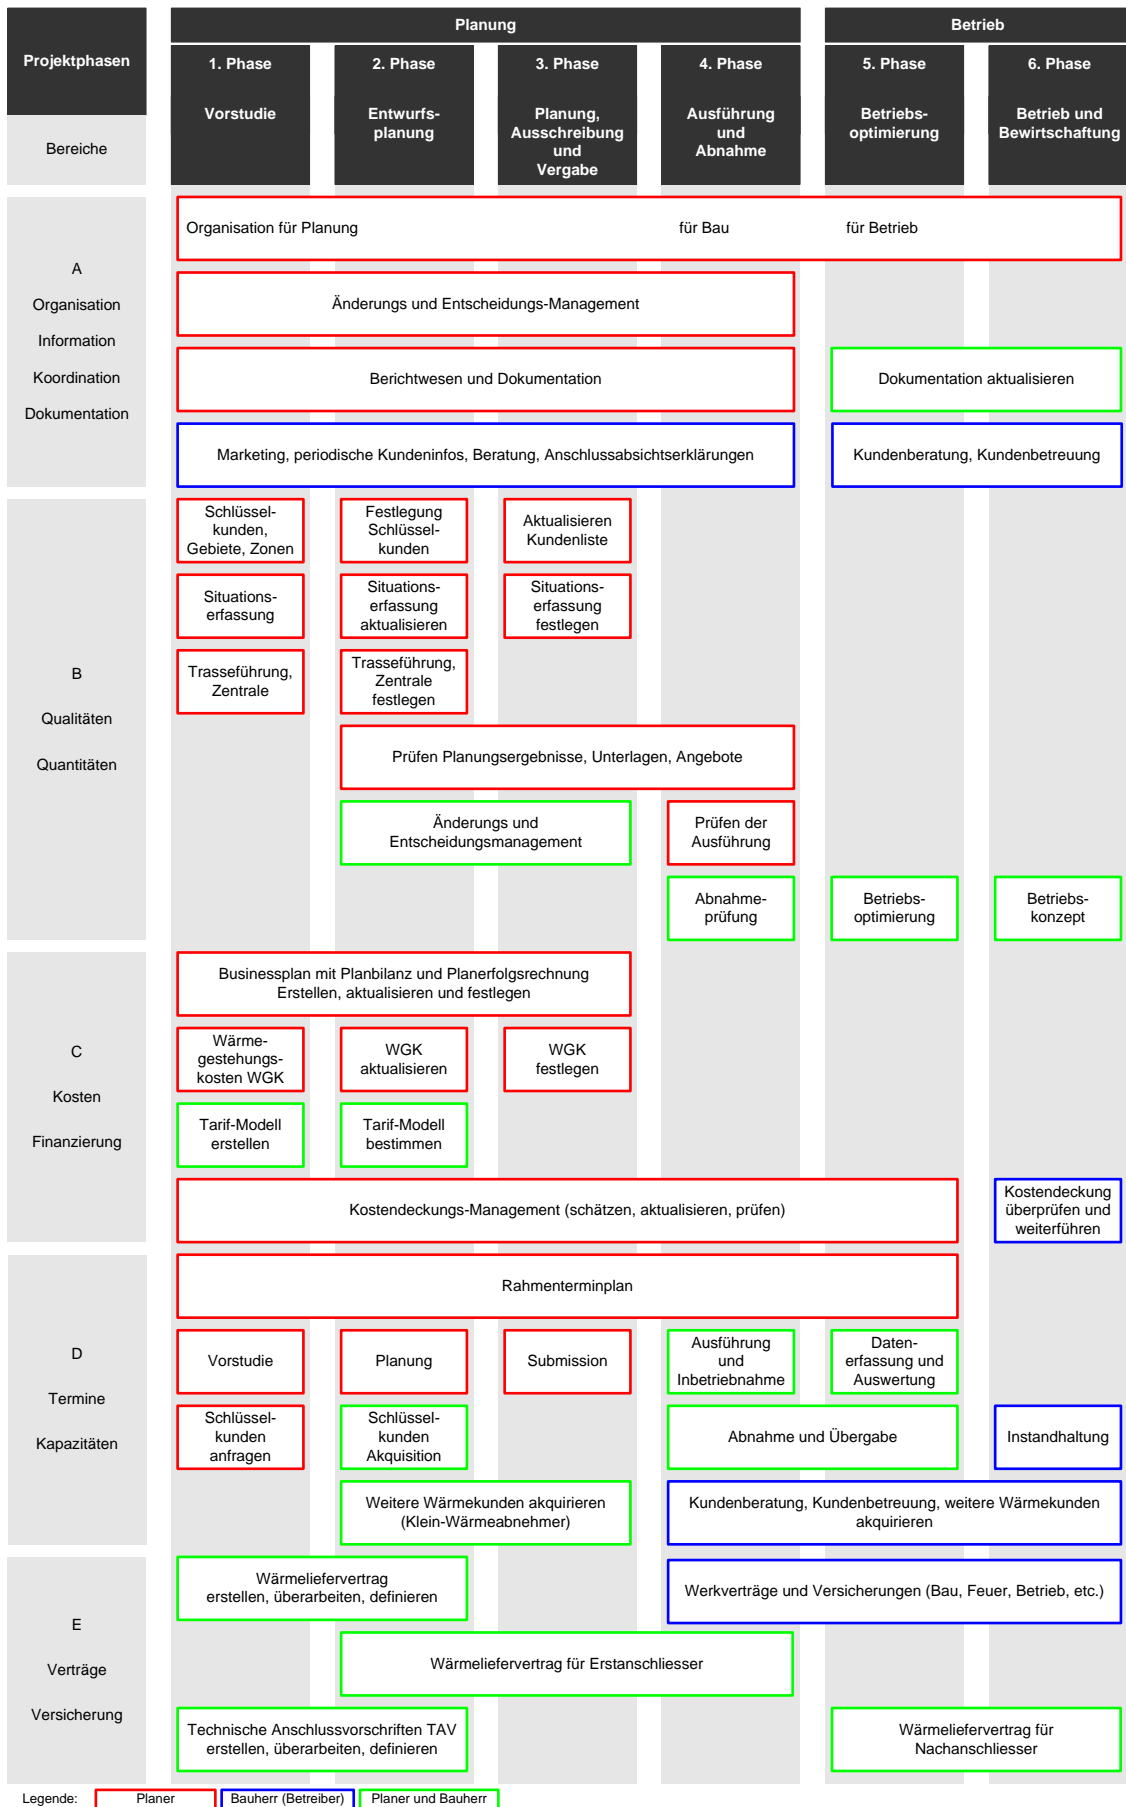 Projektphasen
Planung
Betrieb
1. Phase
2. Phase
3. Phase
4. Phase
5. Phase
6. Phase
Vorstudie
Entwurfs-
planung
Planung,
Ausschreibung
und
Vergabe
Ausführung
und
Abnahme
Betriebs-
optimierung
Betrieb und
Bewirtschaftung
Bereiche
A
Organisation
Information
Koordination
Dokumentation
Organisation für Planung
für Bau
für Betrieb
Änderungs und Entscheidungs-Management
Berichtwesen und Dokumentation
Dokumentation aktualisieren
Marketing, periodische Kundeninfos, Beratung, Anschlussabsichtserklärungen
Kundenberatung, Kundenbetreuung
B
Qualitäten
Quantitäten
Schlüssel-
kunden,
Gebiete, Zonen
Festlegung
Schlüssel-
kunden
Aktualisieren
Kundenliste
Situations-
erfassung
Situations-
erfassung
aktualisieren
Situations-
erfassung
festlegen
Trasseführung,
Zentrale
Trasseführung,
Zentrale
festlegen
Prüfen Planungsergebnisse, Unterlagen, Angebote
Änderungs und
Entscheidungsmanagement
Prüfen der
Ausführung
Abnahme-
prüfung
Betriebs-
optimierung
Betriebs-
konzept
C
Kosten
Finanzierung
Businessplan mit Planbilanz und Planerfolgsrechnung
Erstellen, aktualisieren und festlegen
Wärme-
gestehungs-
kosten WGK
WGK
aktualisieren
WGK
festlegen
Tarif-Modell
erstellen
Tarif-Modell
bestimmen
Kostendeckungs-Management (schätzen, aktualisieren, prüfen)
Kostendeckung
überprüfen und
weiterführen
D
Termine
Kapazitäten
Rahmenterminplan
Vorstudie
Planung
Submission
Ausführung
und
Inbetriebnahme
Daten-
erfassung und
Auswertung
Schlüssel-
kunden
anfragen
Schlüssel-
kunden
Akquisition
Abnahme und Übergabe
Instandhaltung
Weitere Wärmekunden akquirieren
(Klein-Wärmeabnehmer)
Kundenberatung, Kundenbetreuung, weitere Wärmekunden
akquirieren
E
Verträge
Versicherung
Wärmeliefervertrag
erstellen, überarbeiten, definieren
Werkverträge und Versicherungen (Bau, Feuer, Betrieb, etc.)
Wärmeliefervertrag für Erstanschliesser
Technische Anschlussvorschriften TAV
erstellen, überarbeiten, definieren
Wärmeliefervertrag für
Nachanschliesser
Legende:
Planer
Bauherr (Betreiber)
Planer und Bauherr